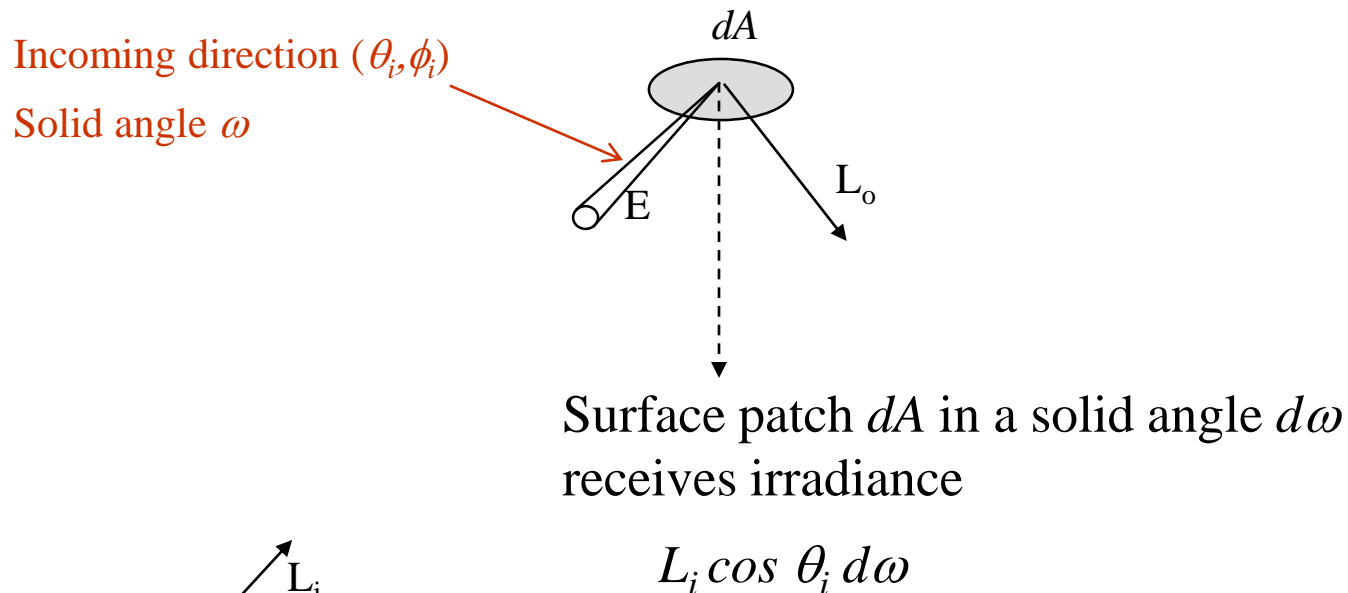 dA
Incoming direction (θi,ϕi)
Solid angle ω
E
Lo
Surface patch dA in a solid angle dω
receives irradiance
Li
Li cos θi dω